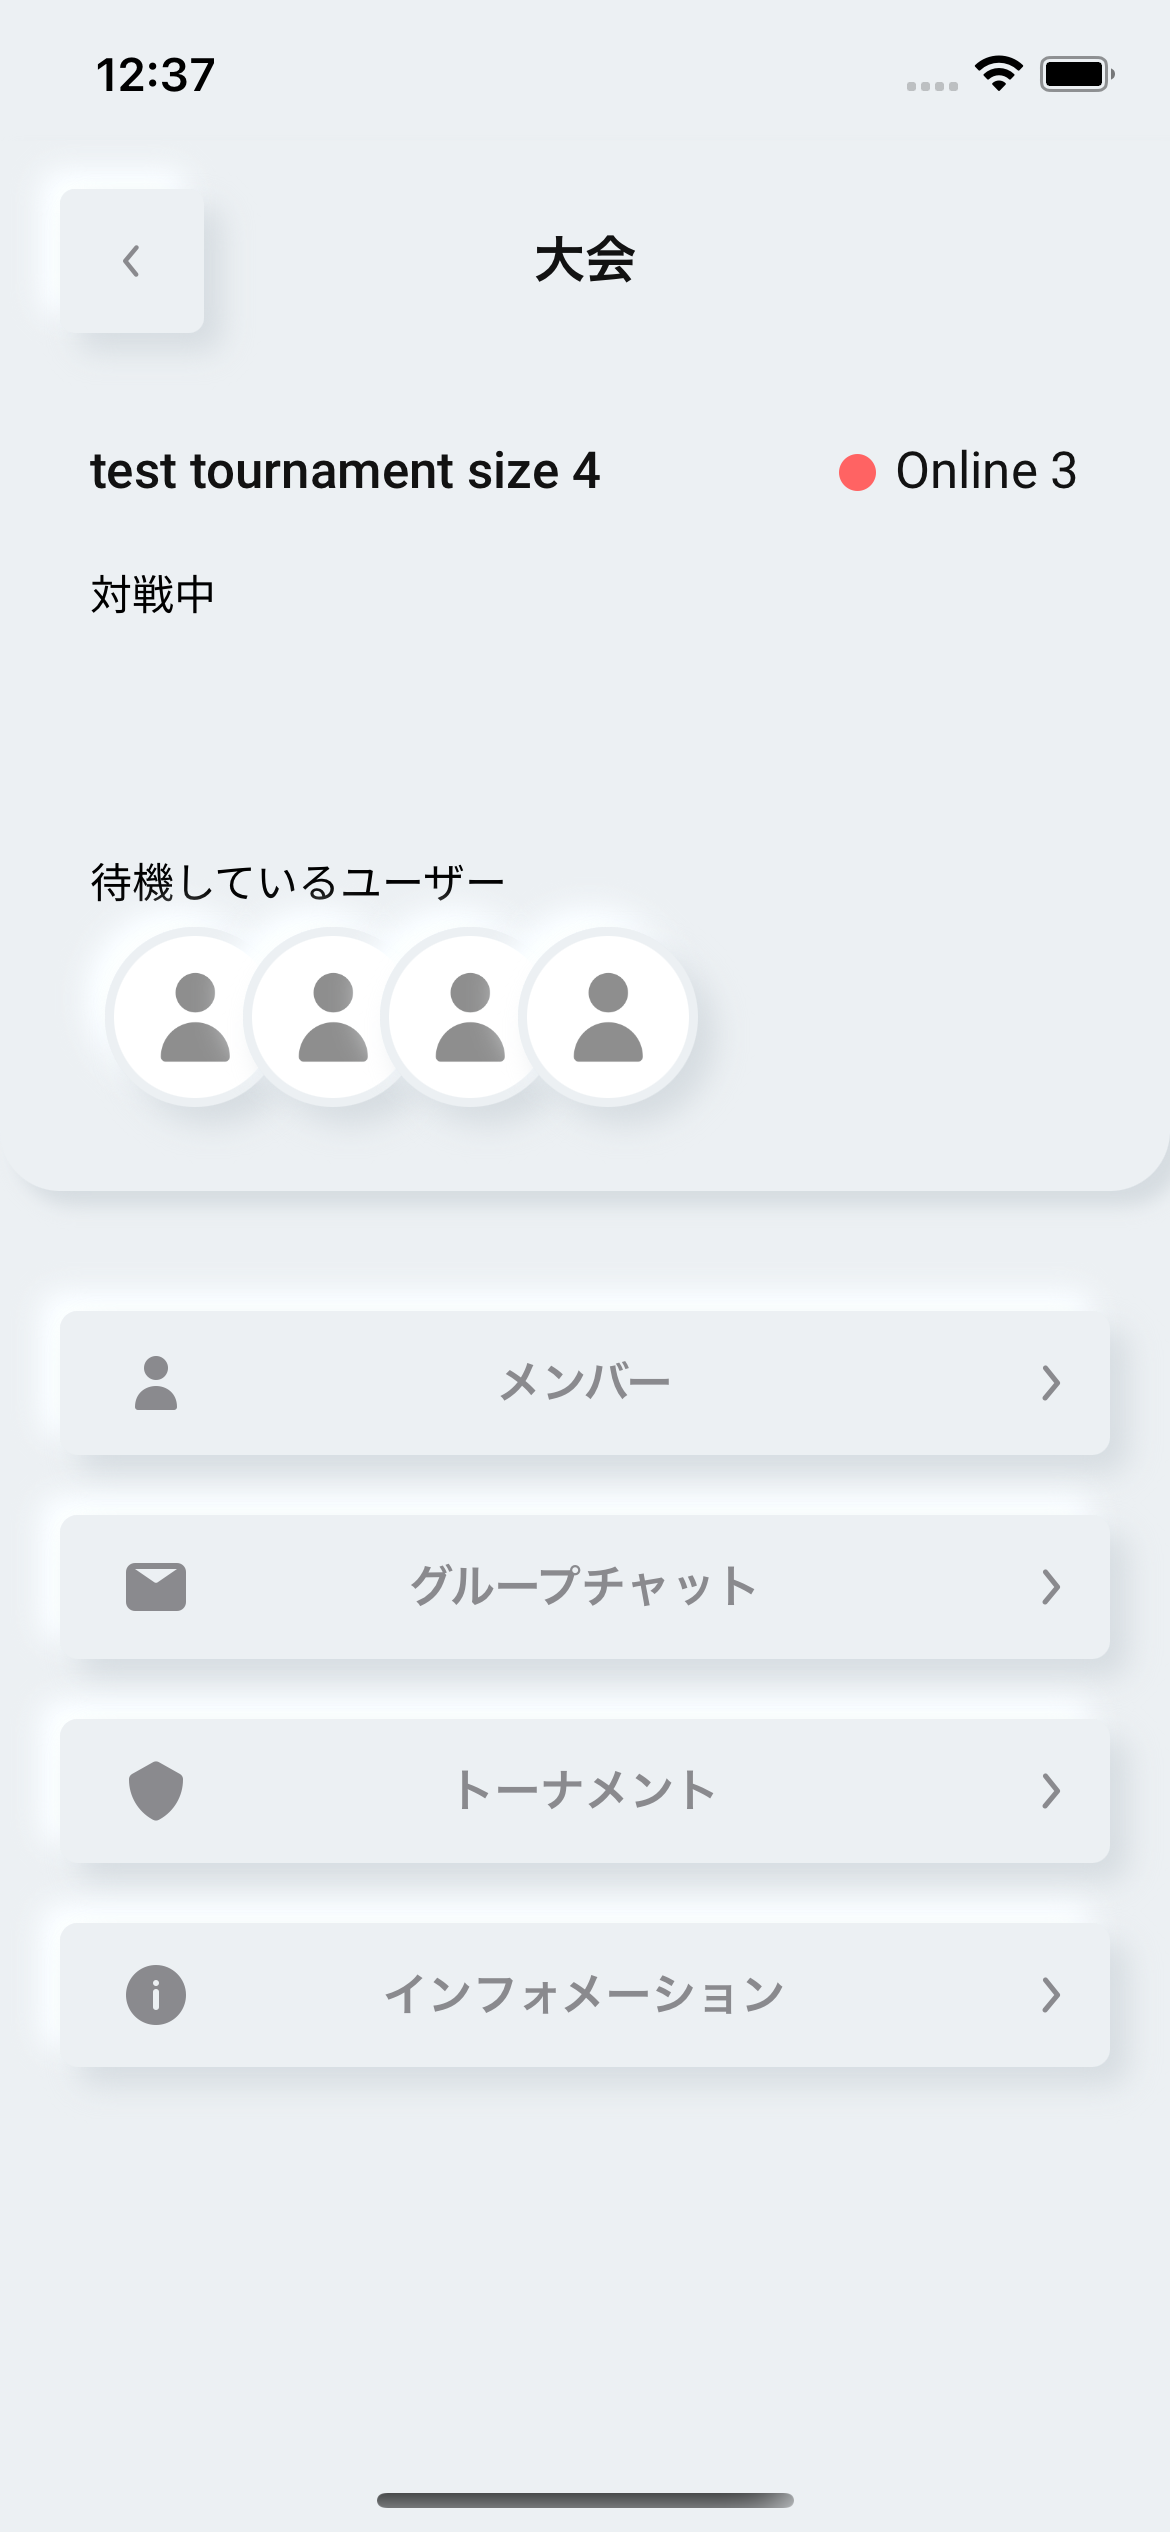 12:37
大会
test tournament size 4
Online 3
対戦中
待機しているユーザー
メンバー
グループチャット
トーナメント
インフォメーション